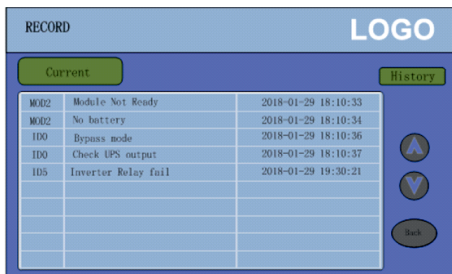 RECORD
LOGO
Current
History
MOD2 Module Not Ready 2018-01-29 18:10:33
MOD2 No battery 2018-01-29 18:10:34
ID0 Bypass mode 2018-01-29 18:10:36
ID0 Check UPS output 2018-01-29 18:10:37
ID5 Inverter Relay fail 2018-01-29 19:30:21
Back